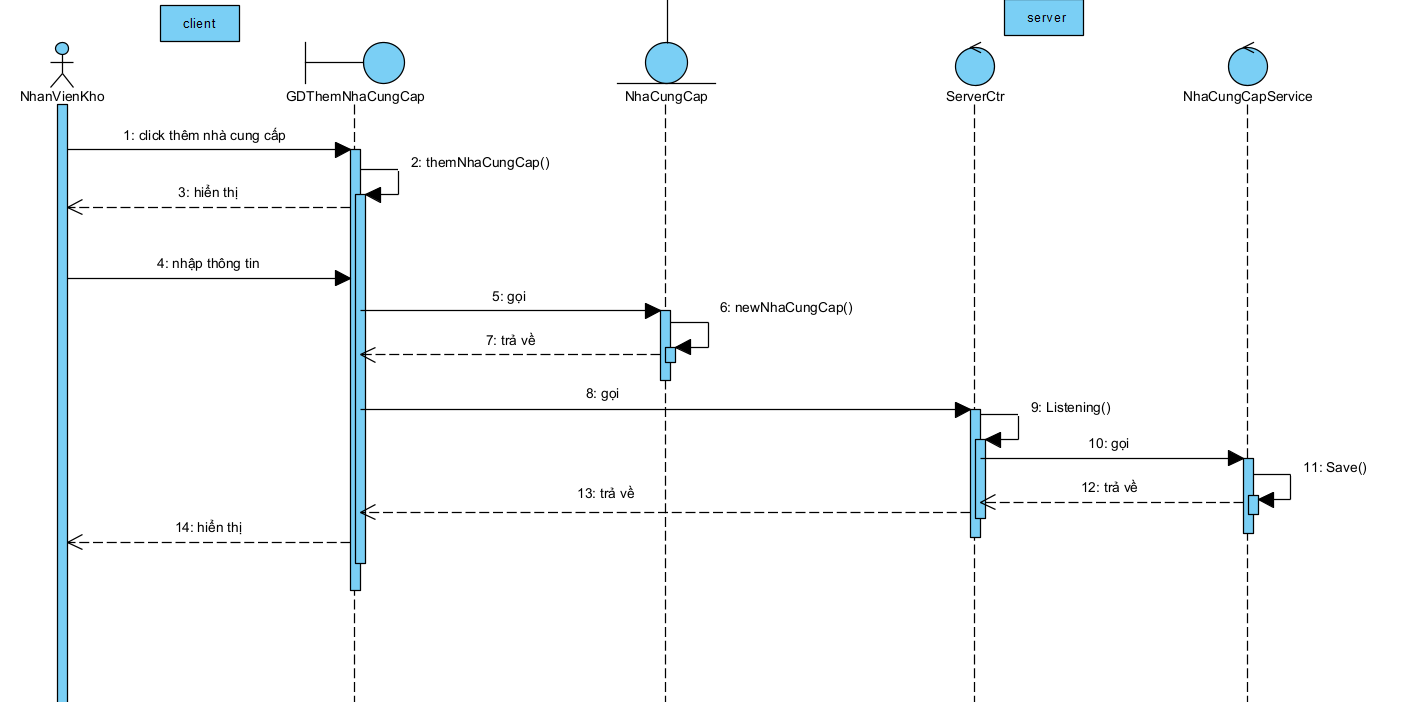 client
server
NhanVienKho
GDThemNhaCungCap
NhaCungCap
ServerCtr
NhaCungCapService
1: click thêm nhà cung cấp
2: themNhaCungCap()
3: hiển thị
4: nhập thông tin
5: gọi
6: newNhaCungCap()
7: trả về
8: gọi
9: Listening()
10: gọi
11: Save()
12: trả về
13: trả về
14: hiển thị